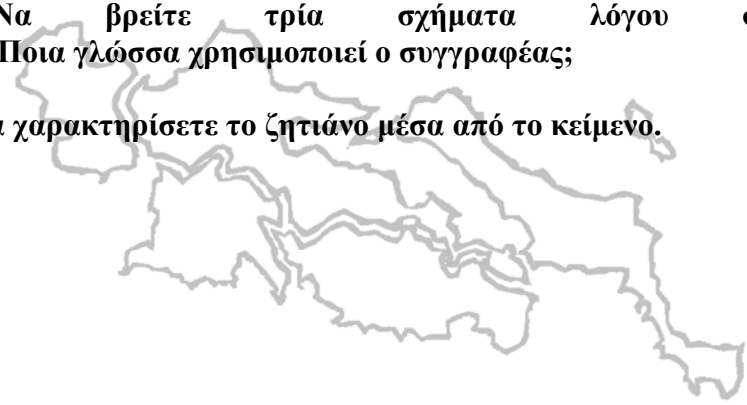 Να βρείτε τρία σχήματα λόγου
Ποια γλώσσα χρησιμοποιεί ο συγγραφέας;
χαρακτηρίσετε το ζητιάνο μέσα από το κείμενο.